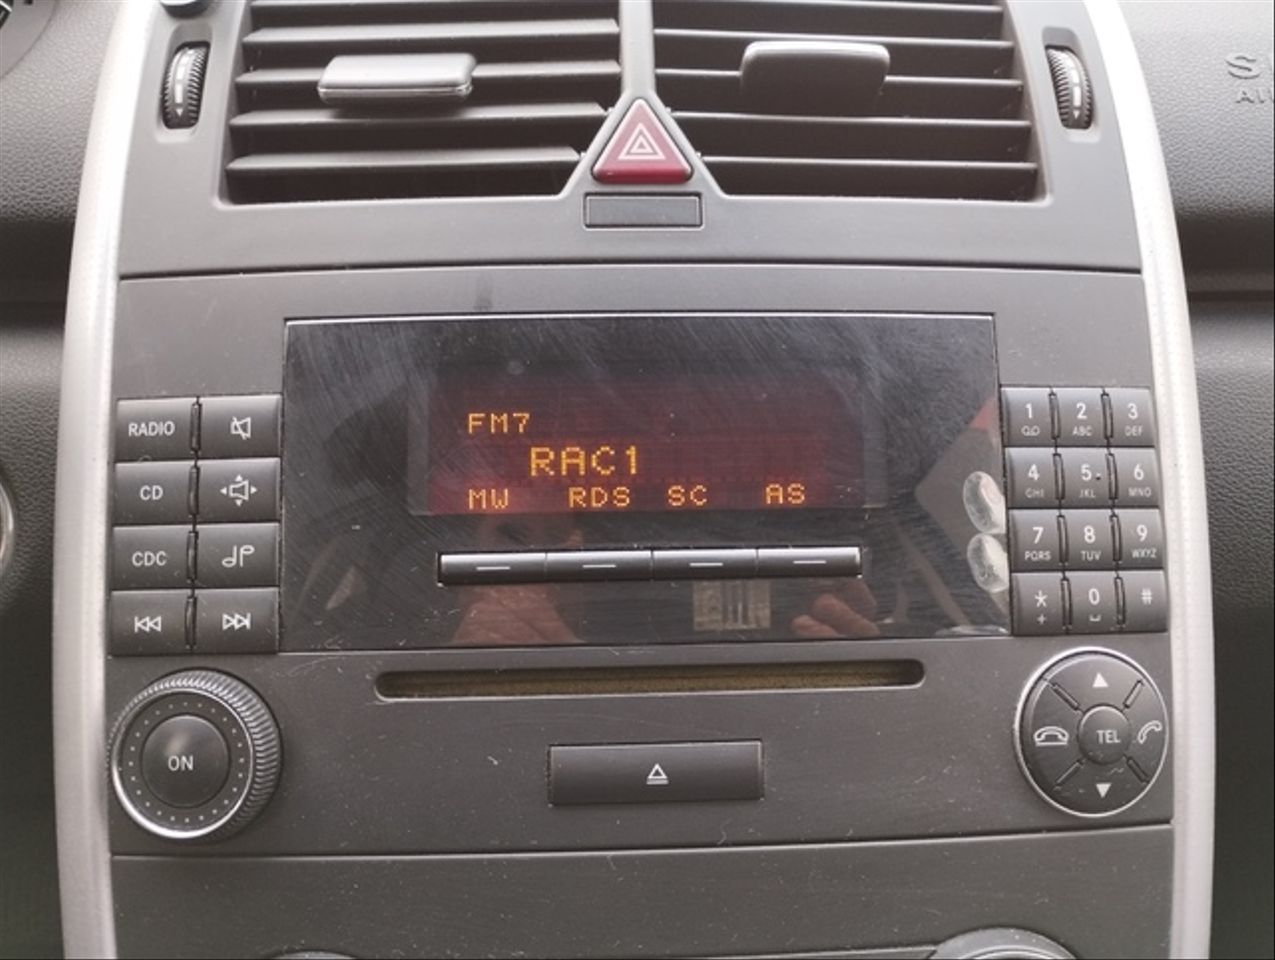 FM7
RAC1
MW RDS SC AS
RADIO
CD
CDC
ON
1 2 ABC 3 DEF
4 GHI 5 JKL 6 MNO
7 PQRS 8 TUV 9 WXYZ
* + 0 #
TEL